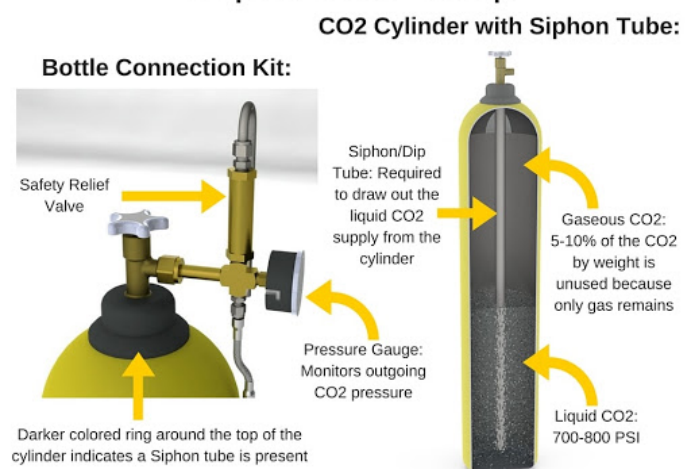 CO2 Cylinder with Siphon Tube:
Bottle Connection Kit:
Safety Relief
Valve
Siphon/Dip
Tube: Required
to draw out the
liquid CO2
supply from the
cylinder
Gaseous CO2:
5-10% of the CO2
by weight is
unused because
only gas remains
Pressure Gauge:
Monitors outgoing
CO2 pressure
Liquid CO2:
700-800 PSI
Darker colored ring around the top of the
cylinder indicates a Siphon tube is present